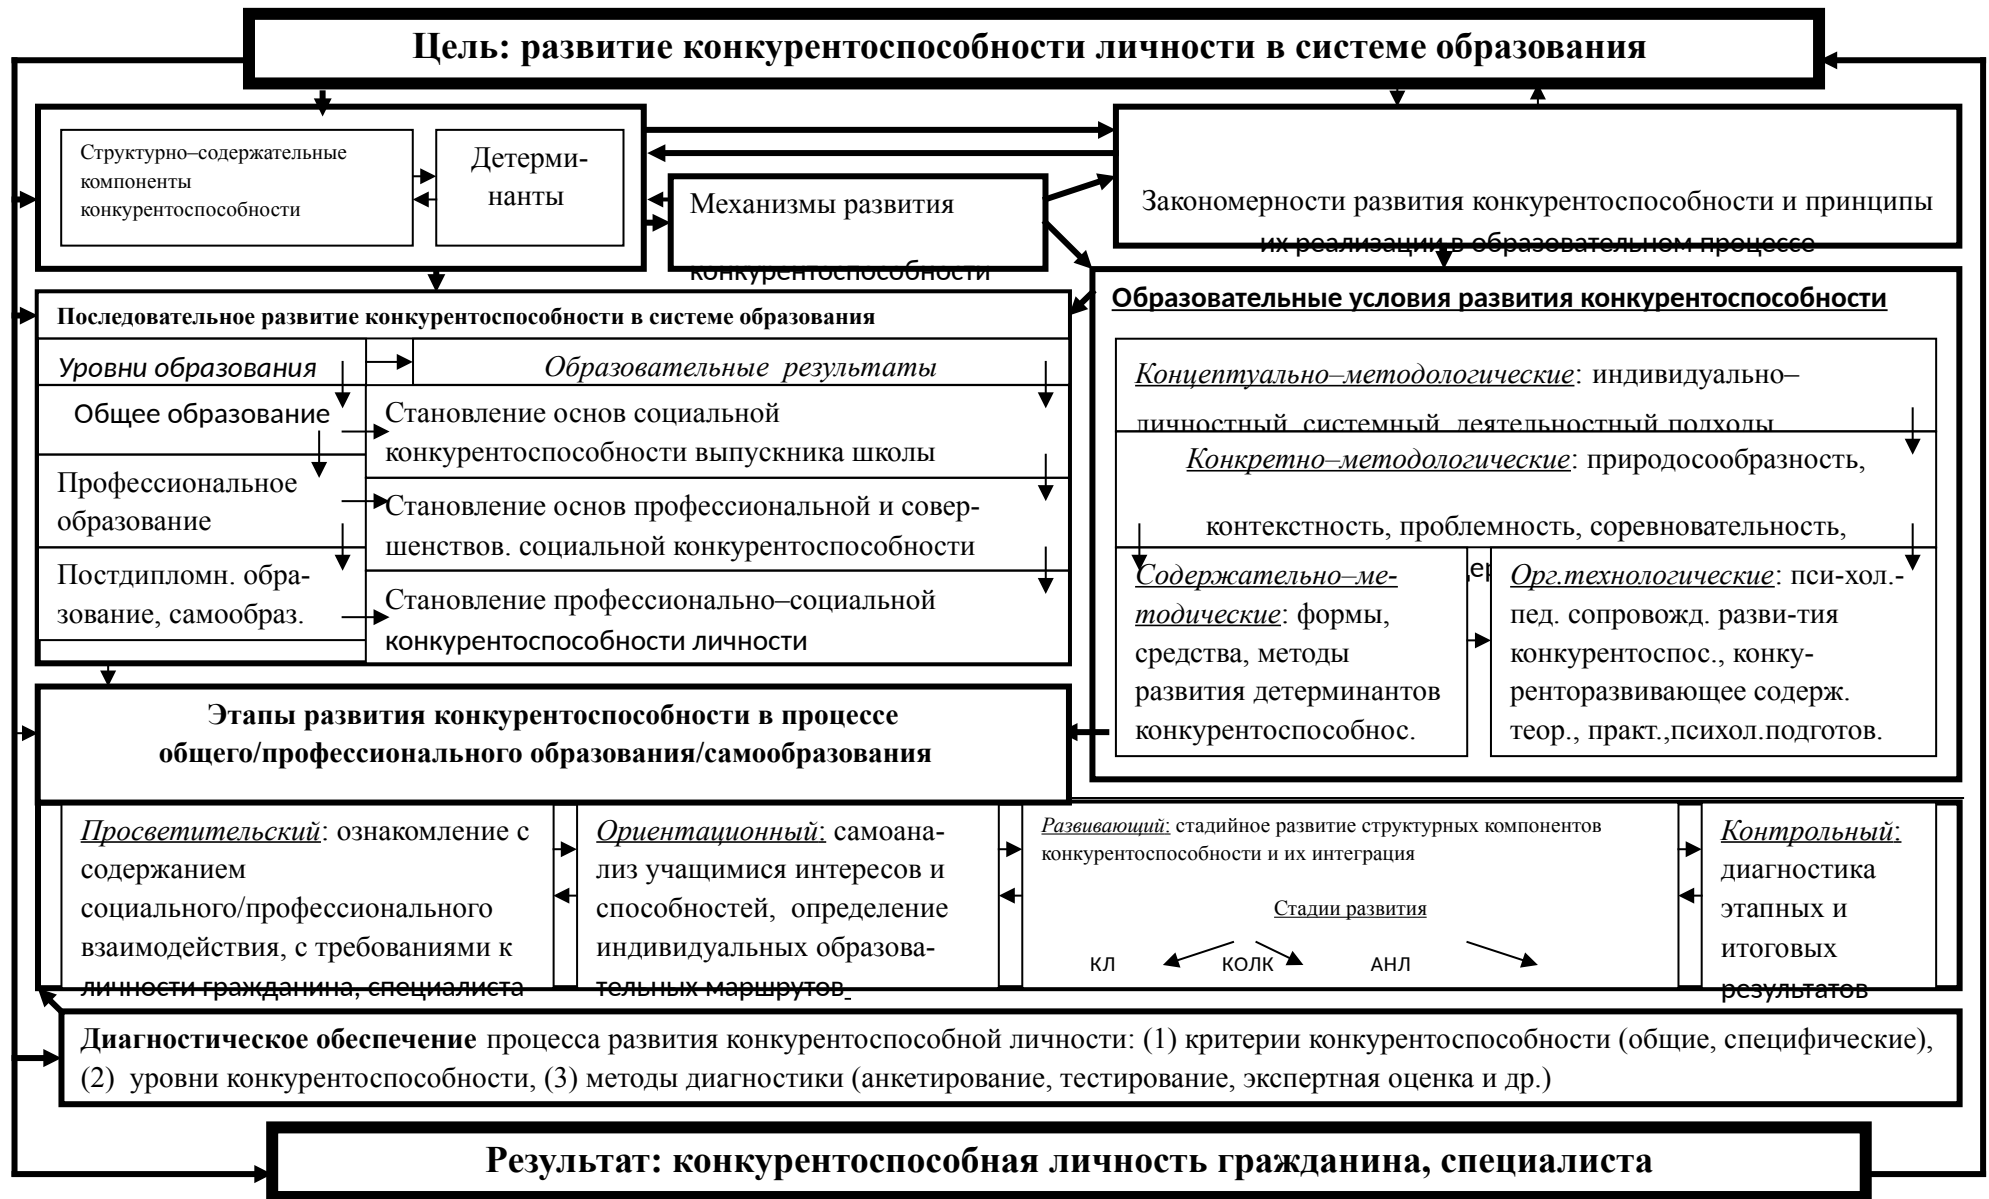 Цель: развитие конкурентоспособности личности в системе образования
Структурно–содержательные
компоненты
конкурентоспособности
Детерми-
нанты
Механизмы развития
конкурентоспособности
Закономерности развития конкурентоспособности и принципы
их реализации в образовательном процессе
Последовательное развитие конкурентоспособности в системе образования
Уровни образования
Образовательные результаты
Общее образование
Становление основ социальной
конкурентоспособности выпускника школы
Профессиональное
образование
Становление основ профессиональной и совер-
шенствов. социальной конкурентоспособности
Постдипломн. обра-
зование, самообраз.
Становление профессионально–социальной
конкурентоспособности личности
Образовательные условия развития конкурентоспособности
Концептуально–методологические: индивидуально–
личностный, системный, деятельностный подходы
Конкретно–методологические: природосообразность,
контекстность, проблемность, соревновательность,
Содержательно–ме-
тодические: формы,
средства, методы
развития детерминантов
конкурентоспособнос.
Орг.технологические: пси-хол.-
пед. сопровожд. разви-тия
конкурентоспос., конку-
ренторазвивающее содерж.
теор., практ.,психол.подготов.
Этапы развития конкурентоспособности в процессе
общего/профессионального образования/самообразования
Просветительский: ознакомление с
содержанием
социального/профессионального
взаимодействия, с требованиями к
личности гражданина, специалиста
Ориентационный: самоана-
лиз учащимися интересов и
способностей, определение
индивидуальных образова-
тельных маршрутов
Развивающий: стадийное развитие структурных компонентов
конкурентоспособности и их интеграция
Стадии развития
КЛ КОЛК АНЛ
Контрольный:
диагностика
этапных и
итоговых
результатов
Диагностическое обеспечение процесса развития конкурентоспособной личности: (1) критерии конкурентоспособности (общие, специфические),
(2) уровни конкурентоспособности, (3) методы диагностики (анкетирование, тестирование, экспертная оценка и др.)
Результат: конкурентоспособная личность гражданина, специалиста